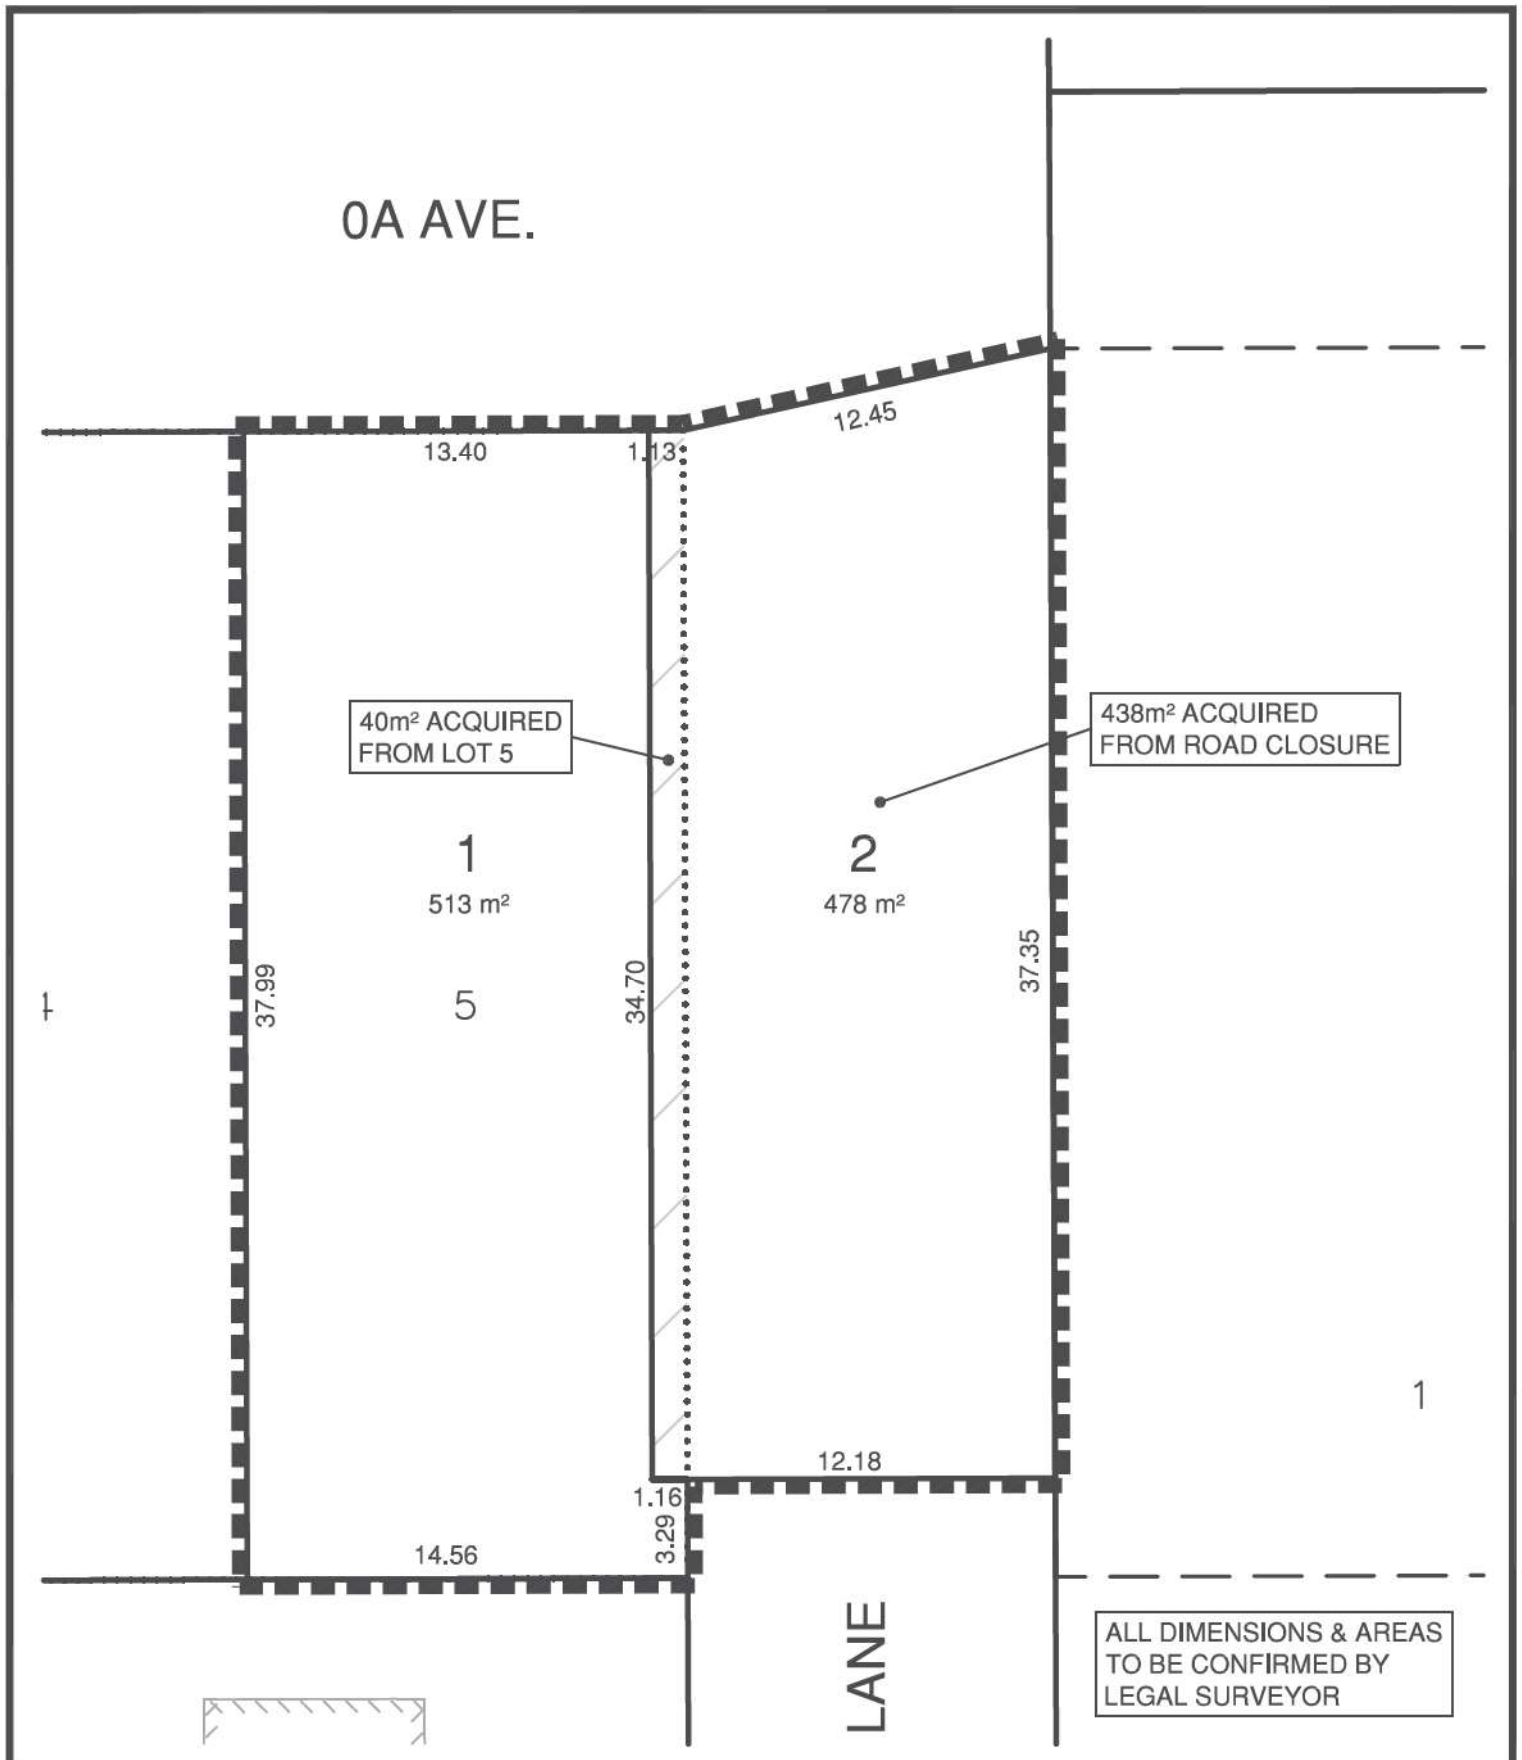 0A AVE.
12.45
13.40
1.13
40m² ACQUIRED
FROM LOT 5
438m² ACQUIRED
FROM ROAD CLOSURE
1
513 m²
2
478 m²
37.99
5
34.70
37.35
1
12.18
1.16
3.29
14.56
LANE
ALL DIMENSIONS & AREAS
TO BE CONFIRMED BY
LEGAL SURVEYOR